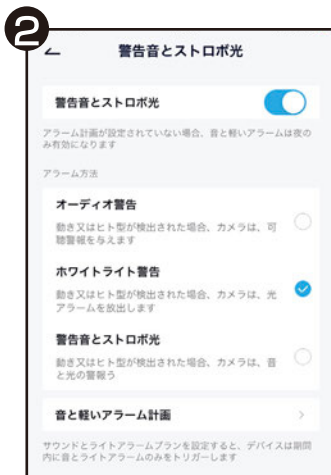 2
警告音とストロボ光
警告音とストロボ光
アラーム計画が設定されていない場合、音と軽いアラームは夜の
み有効になります
アラーム方法
オーディオ警告
動き又はヒト型が検出された場合、カメラは、可
聴警報を与えます
ホワイトライト警告
動き又はヒト型が検出された場合、カメラは、光
アラームを放出します
警告音とストロボ光
動き又はヒト型が検出された場合、カメラは、音
と光の警報う
音と軽いアラーム計画
サウンドとライトアラームプランを設定すると、デバイスは期間
内に音とライトアラームのみをトリガーします